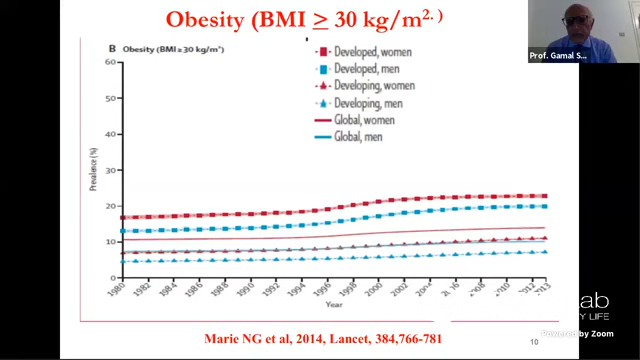 Obesity (BMI ≥ 30 kg/m2. )
Prof. Gamal S...
B Obesity (BMI≥30 kg/m²)
Developed, women
Developed, men
Developing, women
Developing, men
Global, women
Global, men
60
50
40
30
20
10
0
Prevalence (%)
1980
1982
1984
1986
1988
1990
1992
1994
1996
1998
2000
2002
2004
2008
2010
2012
2013
Year
lab
Y LIFE
Powered by Zoom
Marie NG et al, 2014, Lancet, 384,766-781
10